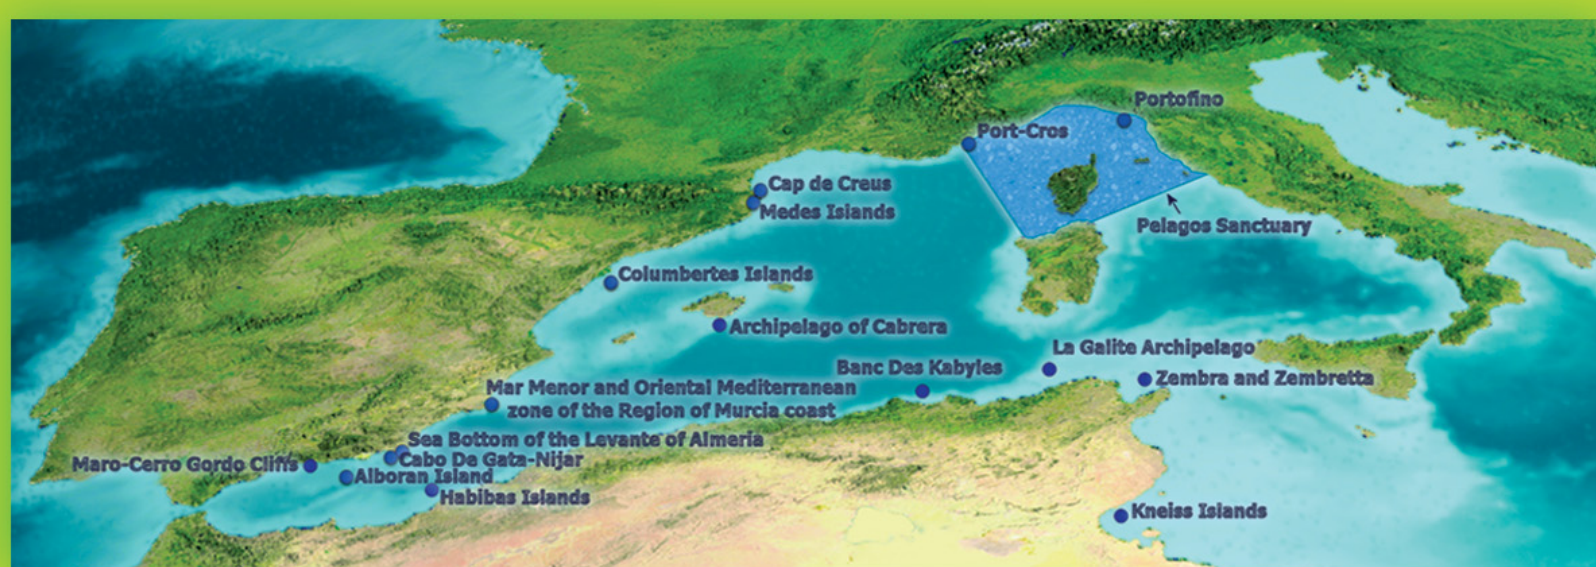 Portofino
Port-Cros
Cap de Creus
Medes Islands
Pelagos Sanctuary
Columbertes Islands
Archipelago of Cabrera
La Galite Archipelago
Banc Des Kabyles
Zembra and Zembretta
Mar Menor and Oriental Mediterranean
zone of the Region of Murcia coast
Sea Bottom of the Levante of Almeria
Maro-Cerro Gordo Cliffs
Cabo De Gata-Nijar
Alboran Island
Habibas Islands
Kneiss Islands